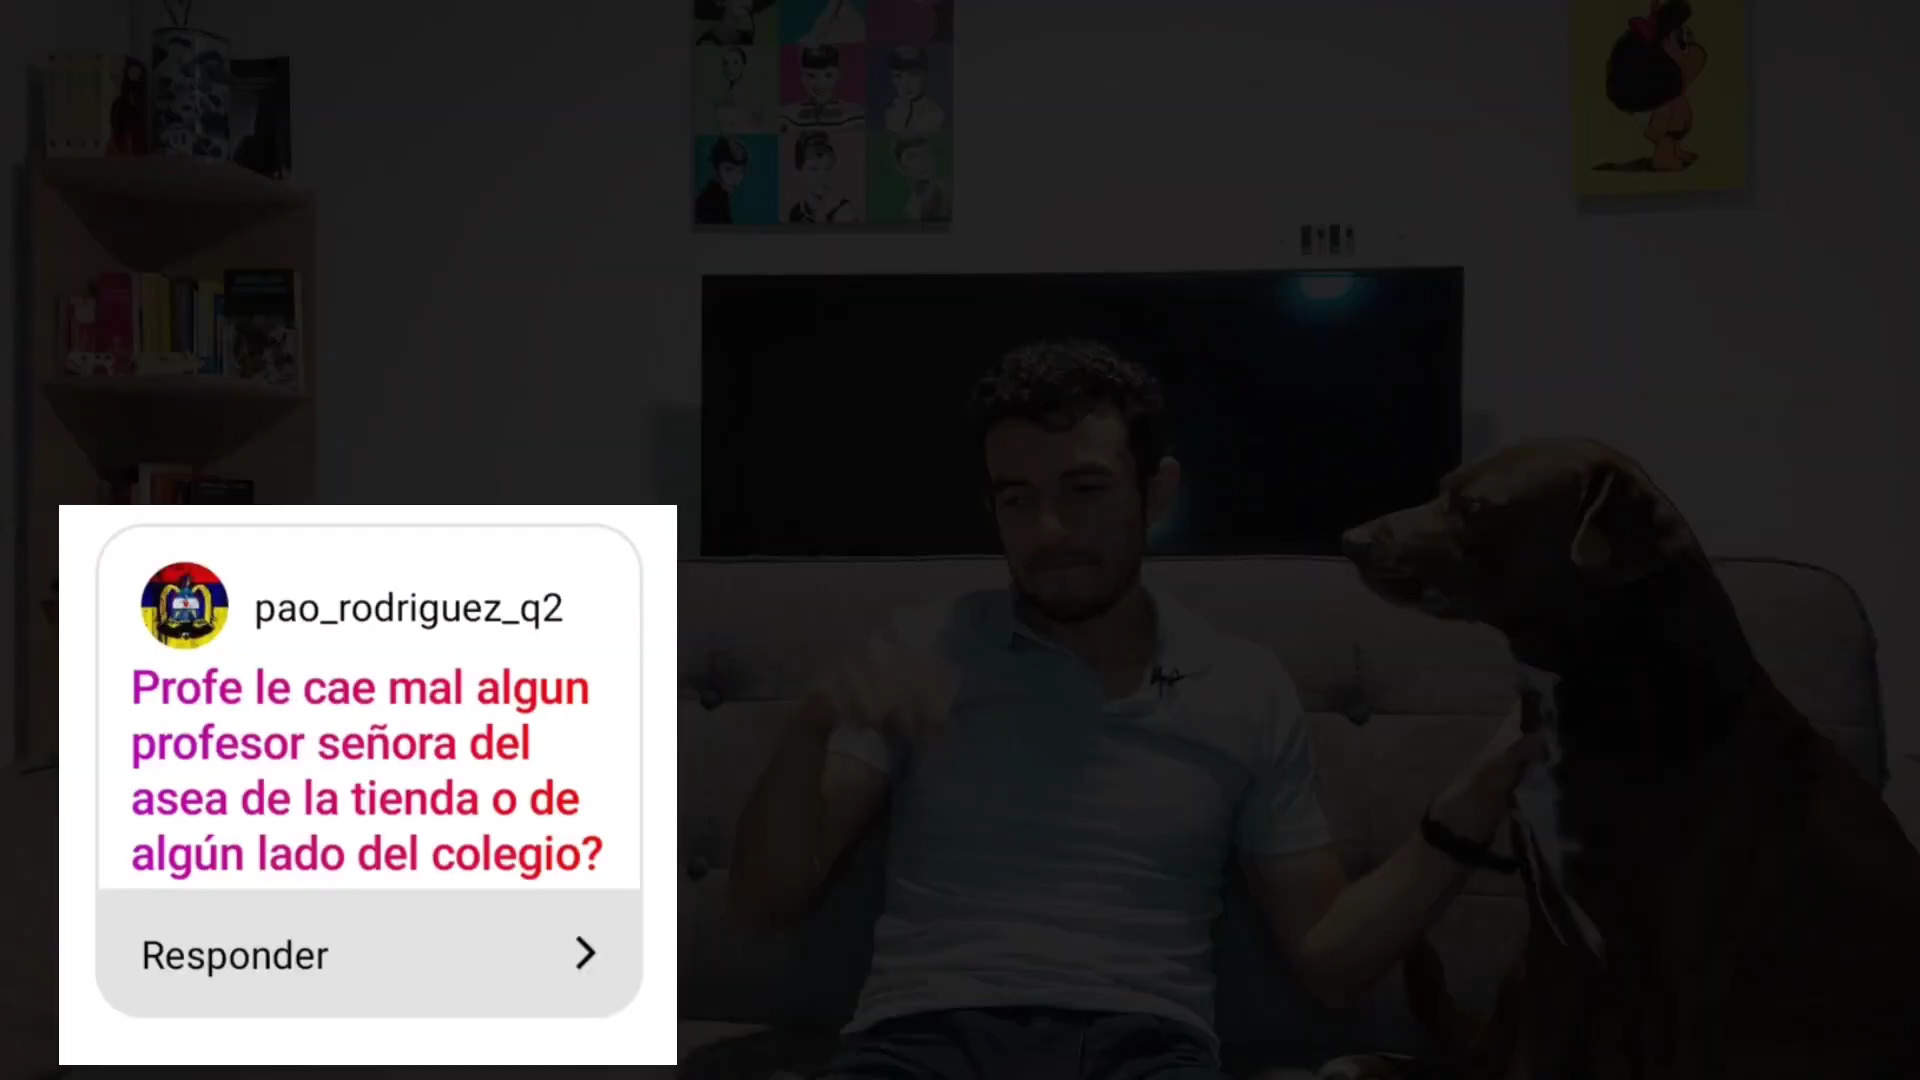 pao_rodriguez_q2
Profe le cae mal algun
profesor señora del
asea de la tienda o de
algún lado del colegio?
Responder